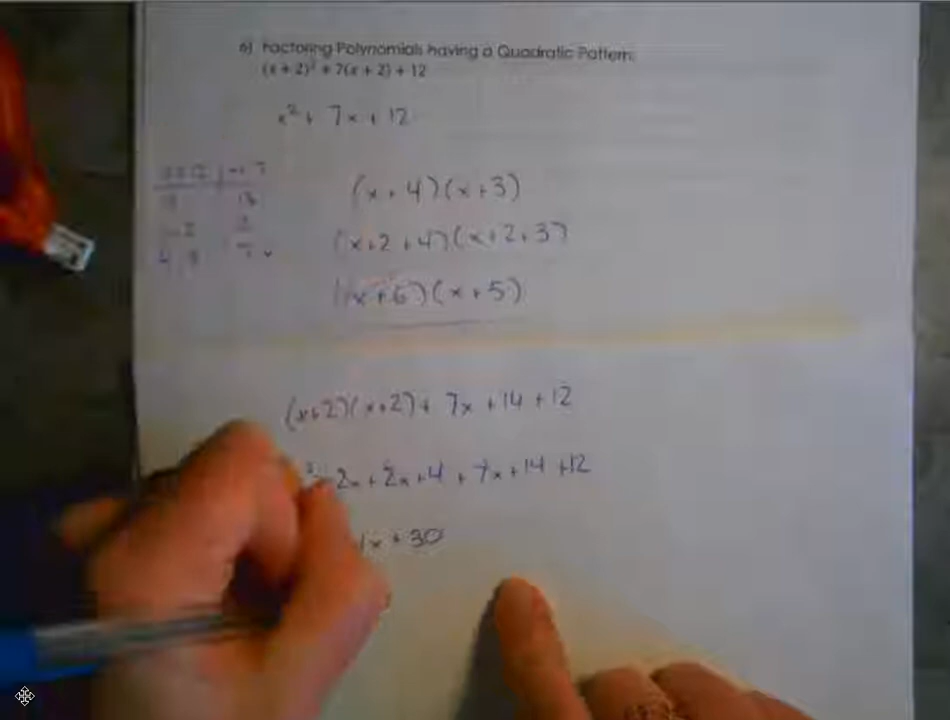 6) Factoring Polynomials having a Quadratic Pattern:
(x + 2)² + 7(x + 2) + 12
x² + 7x + 12
(x + 4)(x + 3)
(x+2+4)(x+2+3)
(x+6)(x+5)
(x+2)(x+2) + 7x + 14 + 12
2x + 2x + 4 + 7x + 14 + 12
x + 30